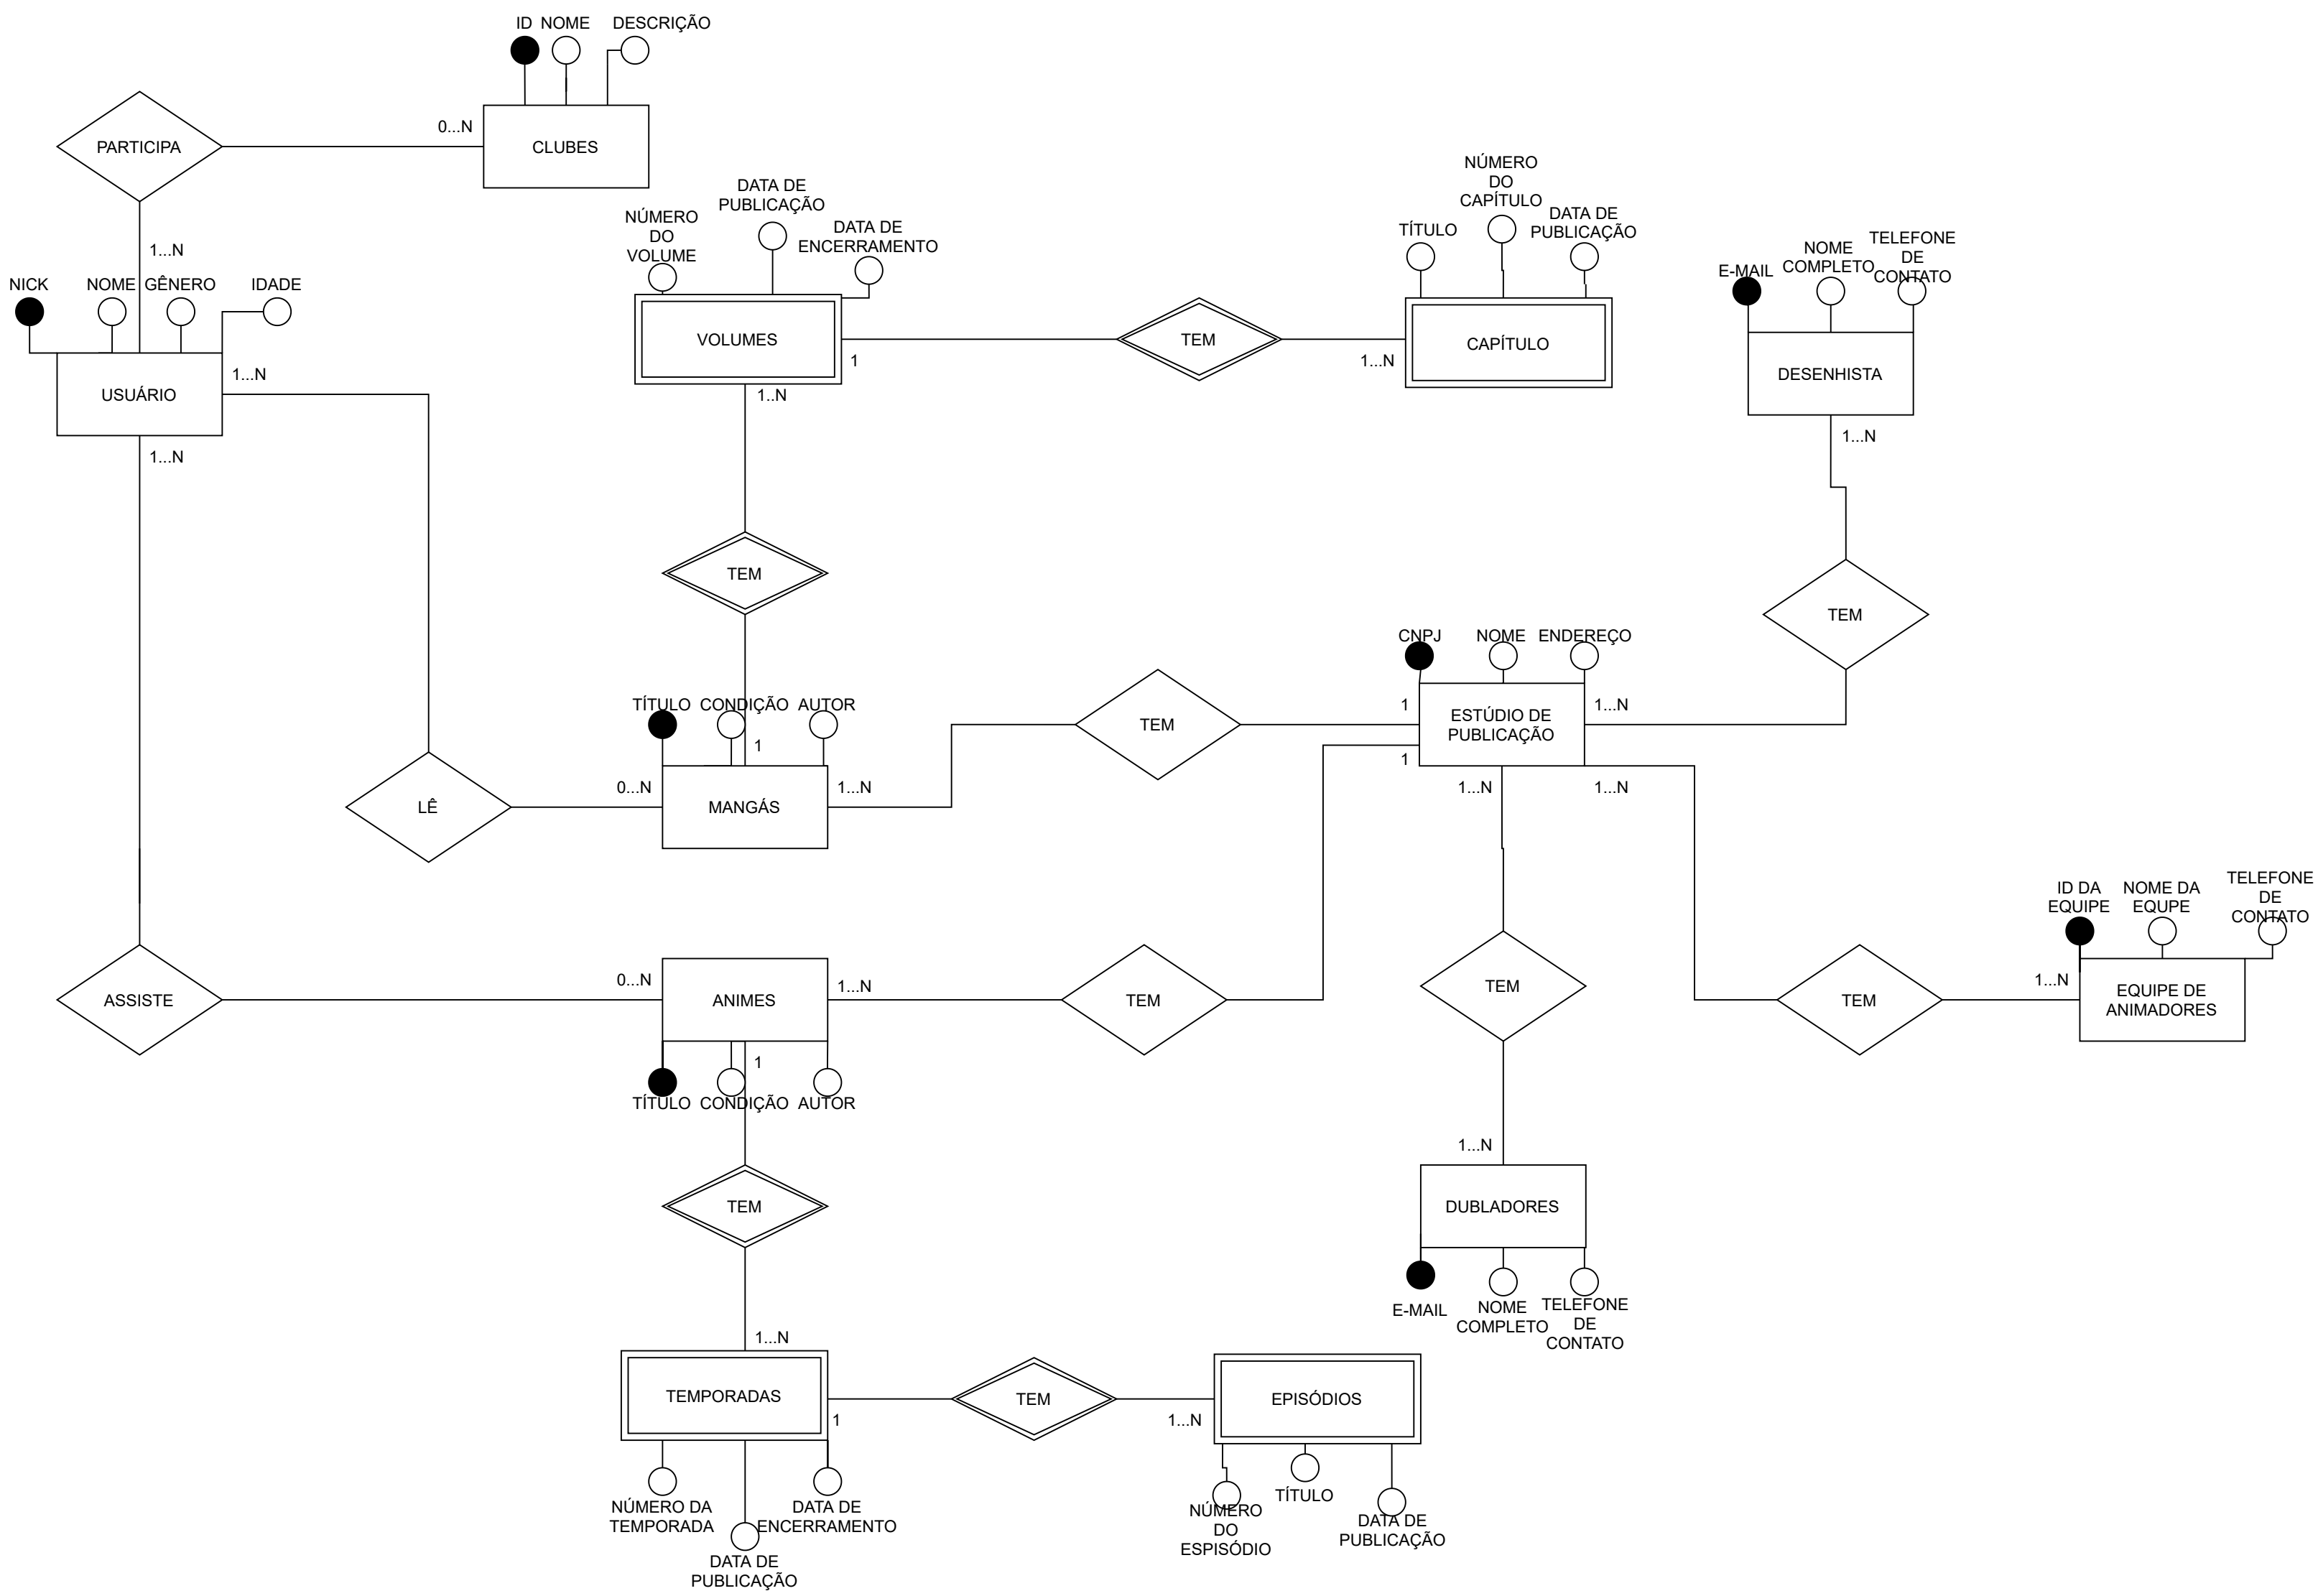 ID NOME DESCRIÇÃO
PARTICIPA
0...N
CLUBES
1...N
NICK NOME GÊNERO IDADE
USUÁRIO
1...N
1...N
NÚMERO
DO
VOLUME
DATA DE
PUBLICAÇÃO
DATA DE
ENCERRAMENTO
VOLUMES
1
1..N
TEM
1...N
TÍTULO
NÚMERO
DO
CAPÍTULO
DATA DE
PUBLICAÇÃO
CAPÍTULO
E-MAIL
NOME
COMPLETO
TELEFONE
DE
CONTATO
DESENHISTA
1...N
TEM
TEM
TÍTULO CONDIÇÃO AUTOR
1
LÊ
0...N
MANGÁS
1...N
TEM
CNPJ NOME ENDEREÇO
1
1
ESTÚDIO DE
PUBLICAÇÃO
1...N
1...N
1...N
ASSISTE
0...N
ANIMES
1...N
TEM
TEM
TEM
1...N
ID DA
EQUIPE
NOME DA
EQUPE
TELEFONE
DE
CONTATO
EQUIPE DE
ANIMADORES
1
TÍTULO CONDIÇÃO AUTOR
TEM
1...N
DUBLADORES
E-MAIL
NOME
COMPLETO
TELEFONE
DE
CONTATO
1...N
TEMPORADAS
1
TEM
1...N
EPISÓDIOS
NÚMERO DA
TEMPORADA
DATA DE
PUBLICAÇÃO
DATA DE
ENCERRAMENTO
NÚMERO
DO
ESPISÓDIO
TÍTULO
DATA DE
PUBLICAÇÃO